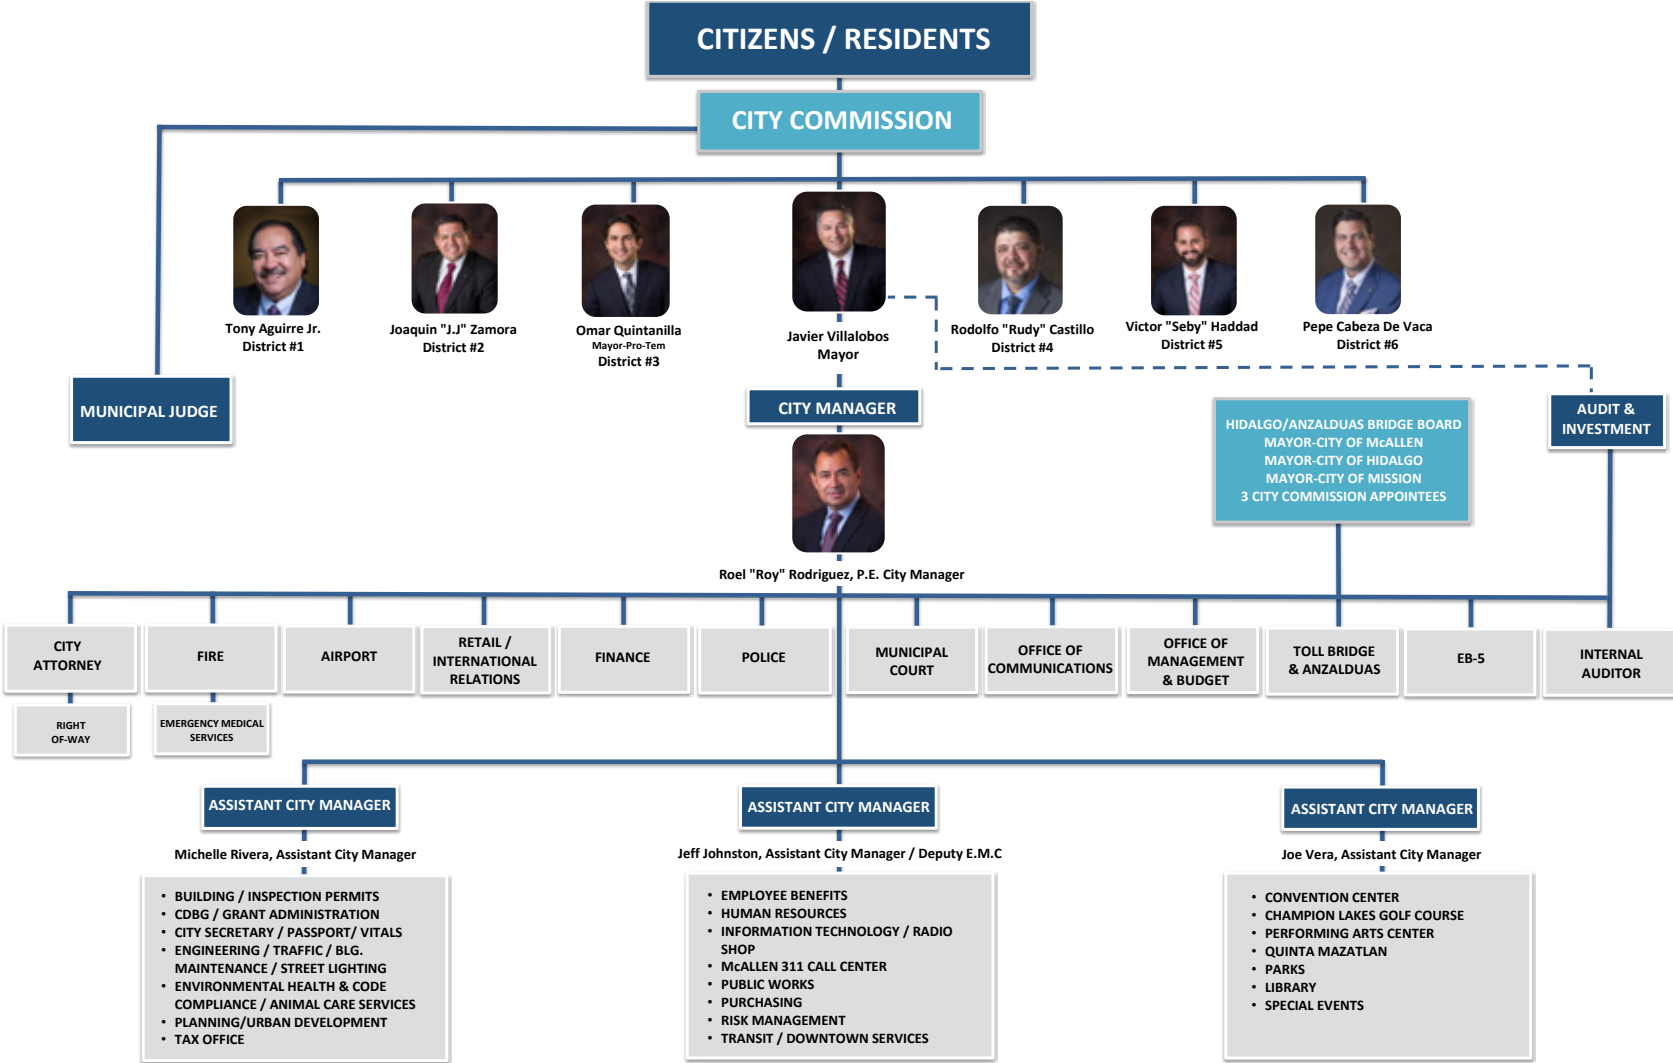 CITIZENS / RESIDENTS
CITY COMMISSION
Tony Aguirre Jr.
District #1
Joaquin "J.J" Zamora
District #2
Omar Quintanilla
Mayor-Pro-Tem
District #3
Javier Villalobos
Mayor
Rodolfo "Rudy" Castillo
District #4
Victor "Seby" Haddad
District #5
Pepe Cabeza De Vaca
District #6
MUNICIPAL JUDGE
CITY MANAGER
HIDALGO/ANZALDUAS BRIDGE BOARD
MAYOR-CITY OF McALLEN
MAYOR-CITY OF HIDALGO
MAYOR-CITY OF MISSION
3 CITY COMMISSION APPOINTEES
AUDIT &
INVESTMENT
Roel "Roy" Rodriguez, P.E. City Manager
CITY
ATTORNEY
FIRE
AIRPORT
RETAIL /
INTERNATIONAL
RELATIONS
FINANCE
POLICE
MUNICIPAL
COURT
OFFICE OF
COMMUNICATIONS
OFFICE OF
MANAGEMENT
& BUDGET
TOLL BRIDGE
& ANZALDUAS
EB-5
INTERNAL
AUDITOR
RIGHT
OF-WAY
EMERGENCY MEDICAL
SERVICES
ASSISTANT CITY MANAGER
Michelle Rivera, Assistant City Manager
• BUILDING / INSPECTION PERMITS
• CDBG / GRANT ADMINISTRATION
• CITY SECRETARY / PASSPORT/ VITALS
• ENGINEERING / TRAFFIC / BLG.
MAINTENANCE / STREET LIGHTING
• ENVIRONMENTAL HEALTH & CODE
COMPLIANCE / ANIMAL CARE SERVICES
• PLANNING/URBAN DEVELOPMENT
• TAX OFFICE
ASSISTANT CITY MANAGER
Jeff Johnston, Assistant City Manager / Deputy E.M.C
• EMPLOYEE BENEFITS
• HUMAN RESOURCES
• INFORMATION TECHNOLOGY / RADIO
SHOP
• McALLEN 311 CALL CENTER
• PUBLIC WORKS
• PURCHASING
• RISK MANAGEMENT
• TRANSIT / DOWNTOWN SERVICES
ASSISTANT CITY MANAGER
Joe Vera, Assistant City Manager
• CONVENTION CENTER
• CHAMPION LAKES GOLF COURSE
• PERFORMING ARTS CENTER
• QUINTA MAZATLAN
• PARKS
• LIBRARY
• SPECIAL EVENTS